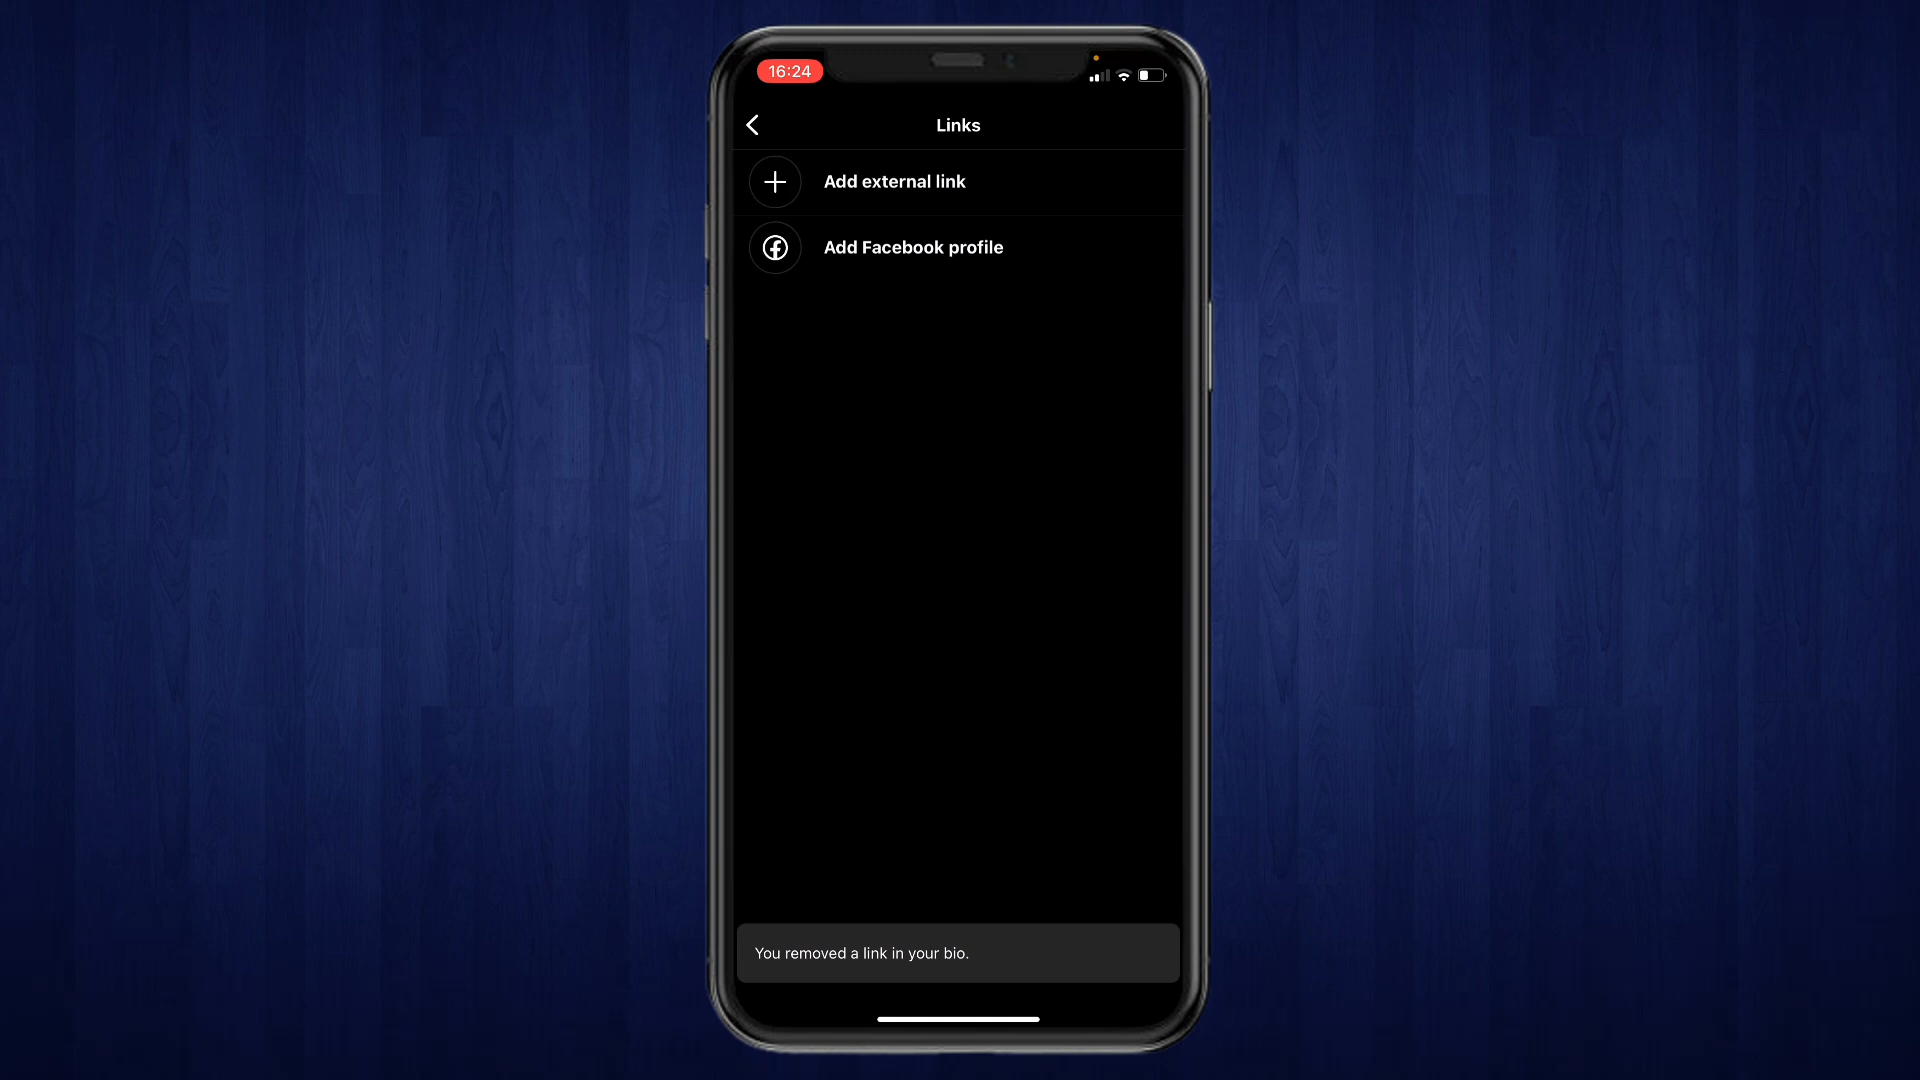 16:24
Links
Add external link
Add Facebook profile
You removed a link in your bio.